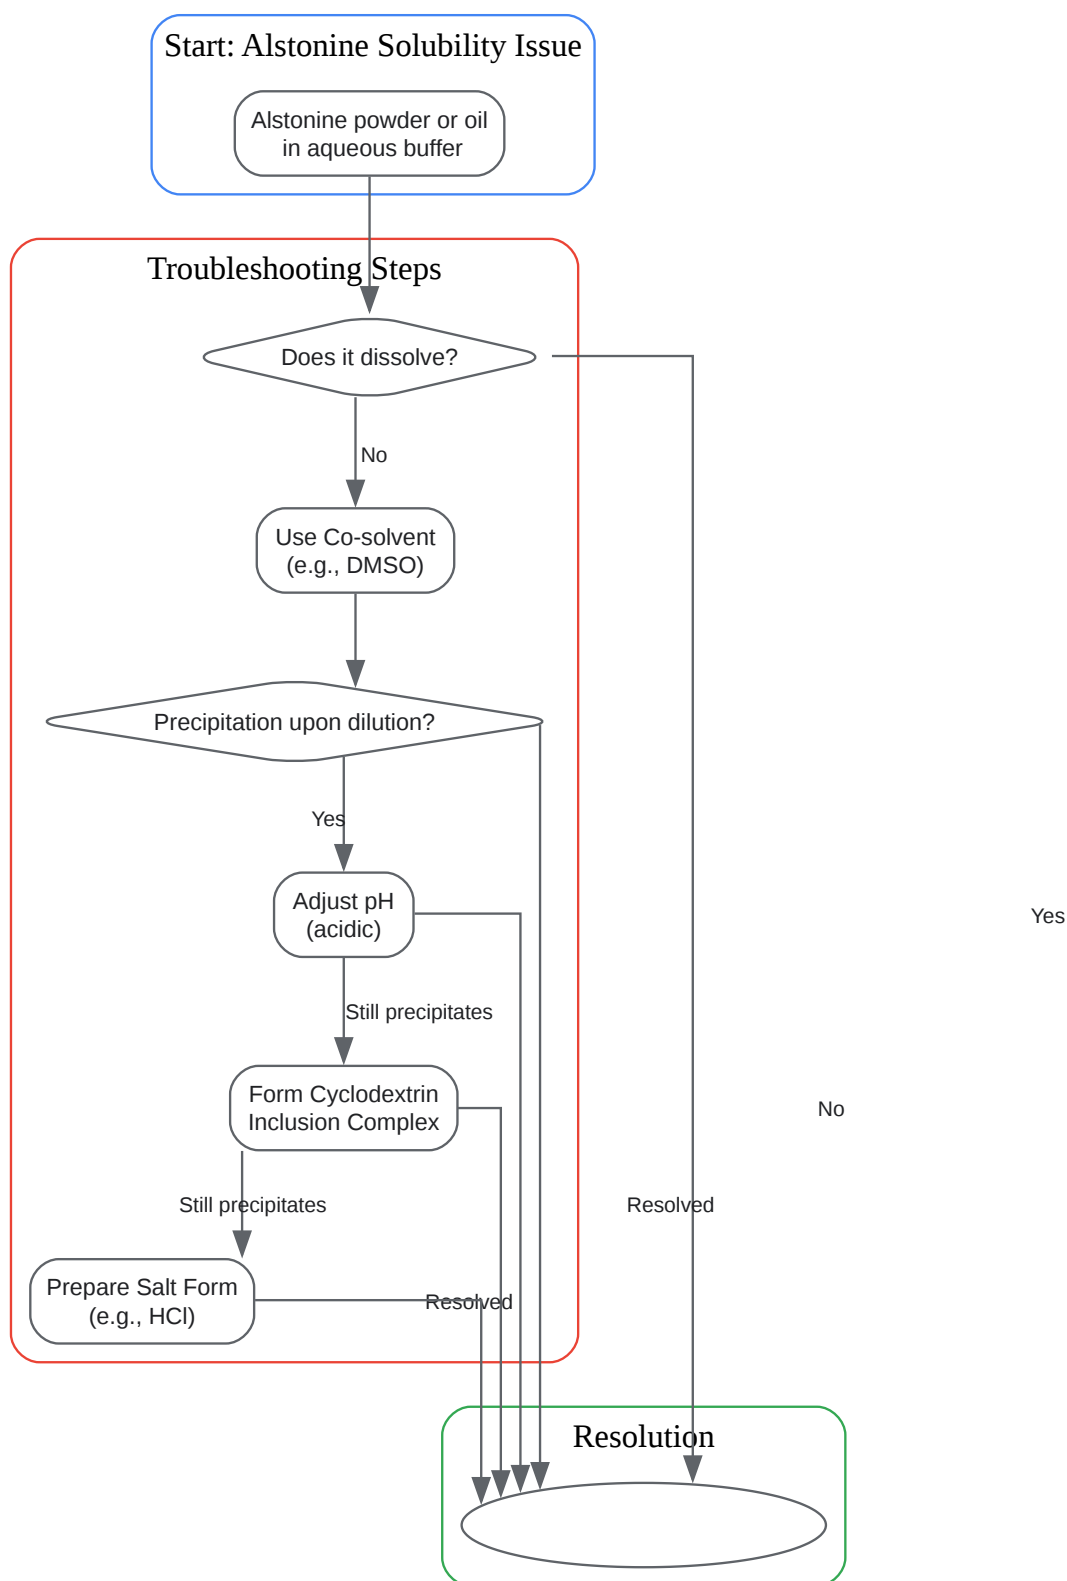 Start: Alstonine Solubility Issue
Alstonine powder or oil
in aqueous buffer
Troubleshooting Steps
Does it dissolve?
No
Use Co-solvent
(e.g., DMSO)
Precipitation upon dilution?
Yes
Adjust pH
(acidic)
Yes
Still precipitates
Form Cyclodextrin
Inclusion Complex
No
Still precipitates
Resolved
Prepare Salt Form
(e.g., HCl)
Resolved
Resolution